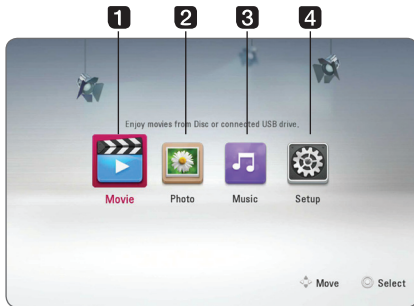 1 2 3 4
Enjoy movies from Disc or connected USB drive.
Movie Photo Music Setup
Move Select